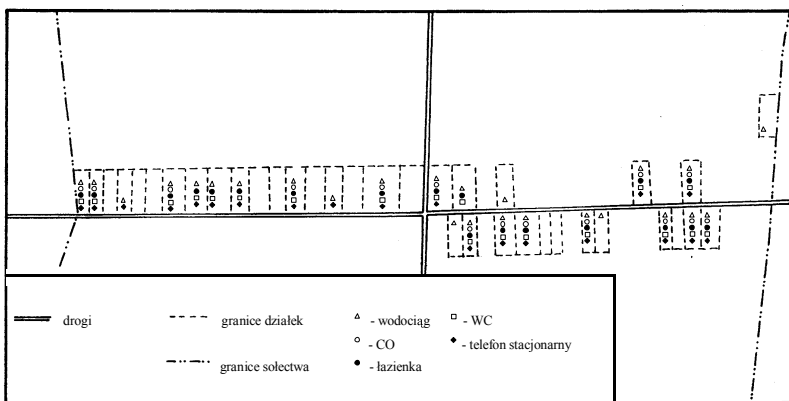 drogi
granice działek
- wodociąg
- WC
- CO
- telefon stacjonarny
granice sołectwa
- łazienka